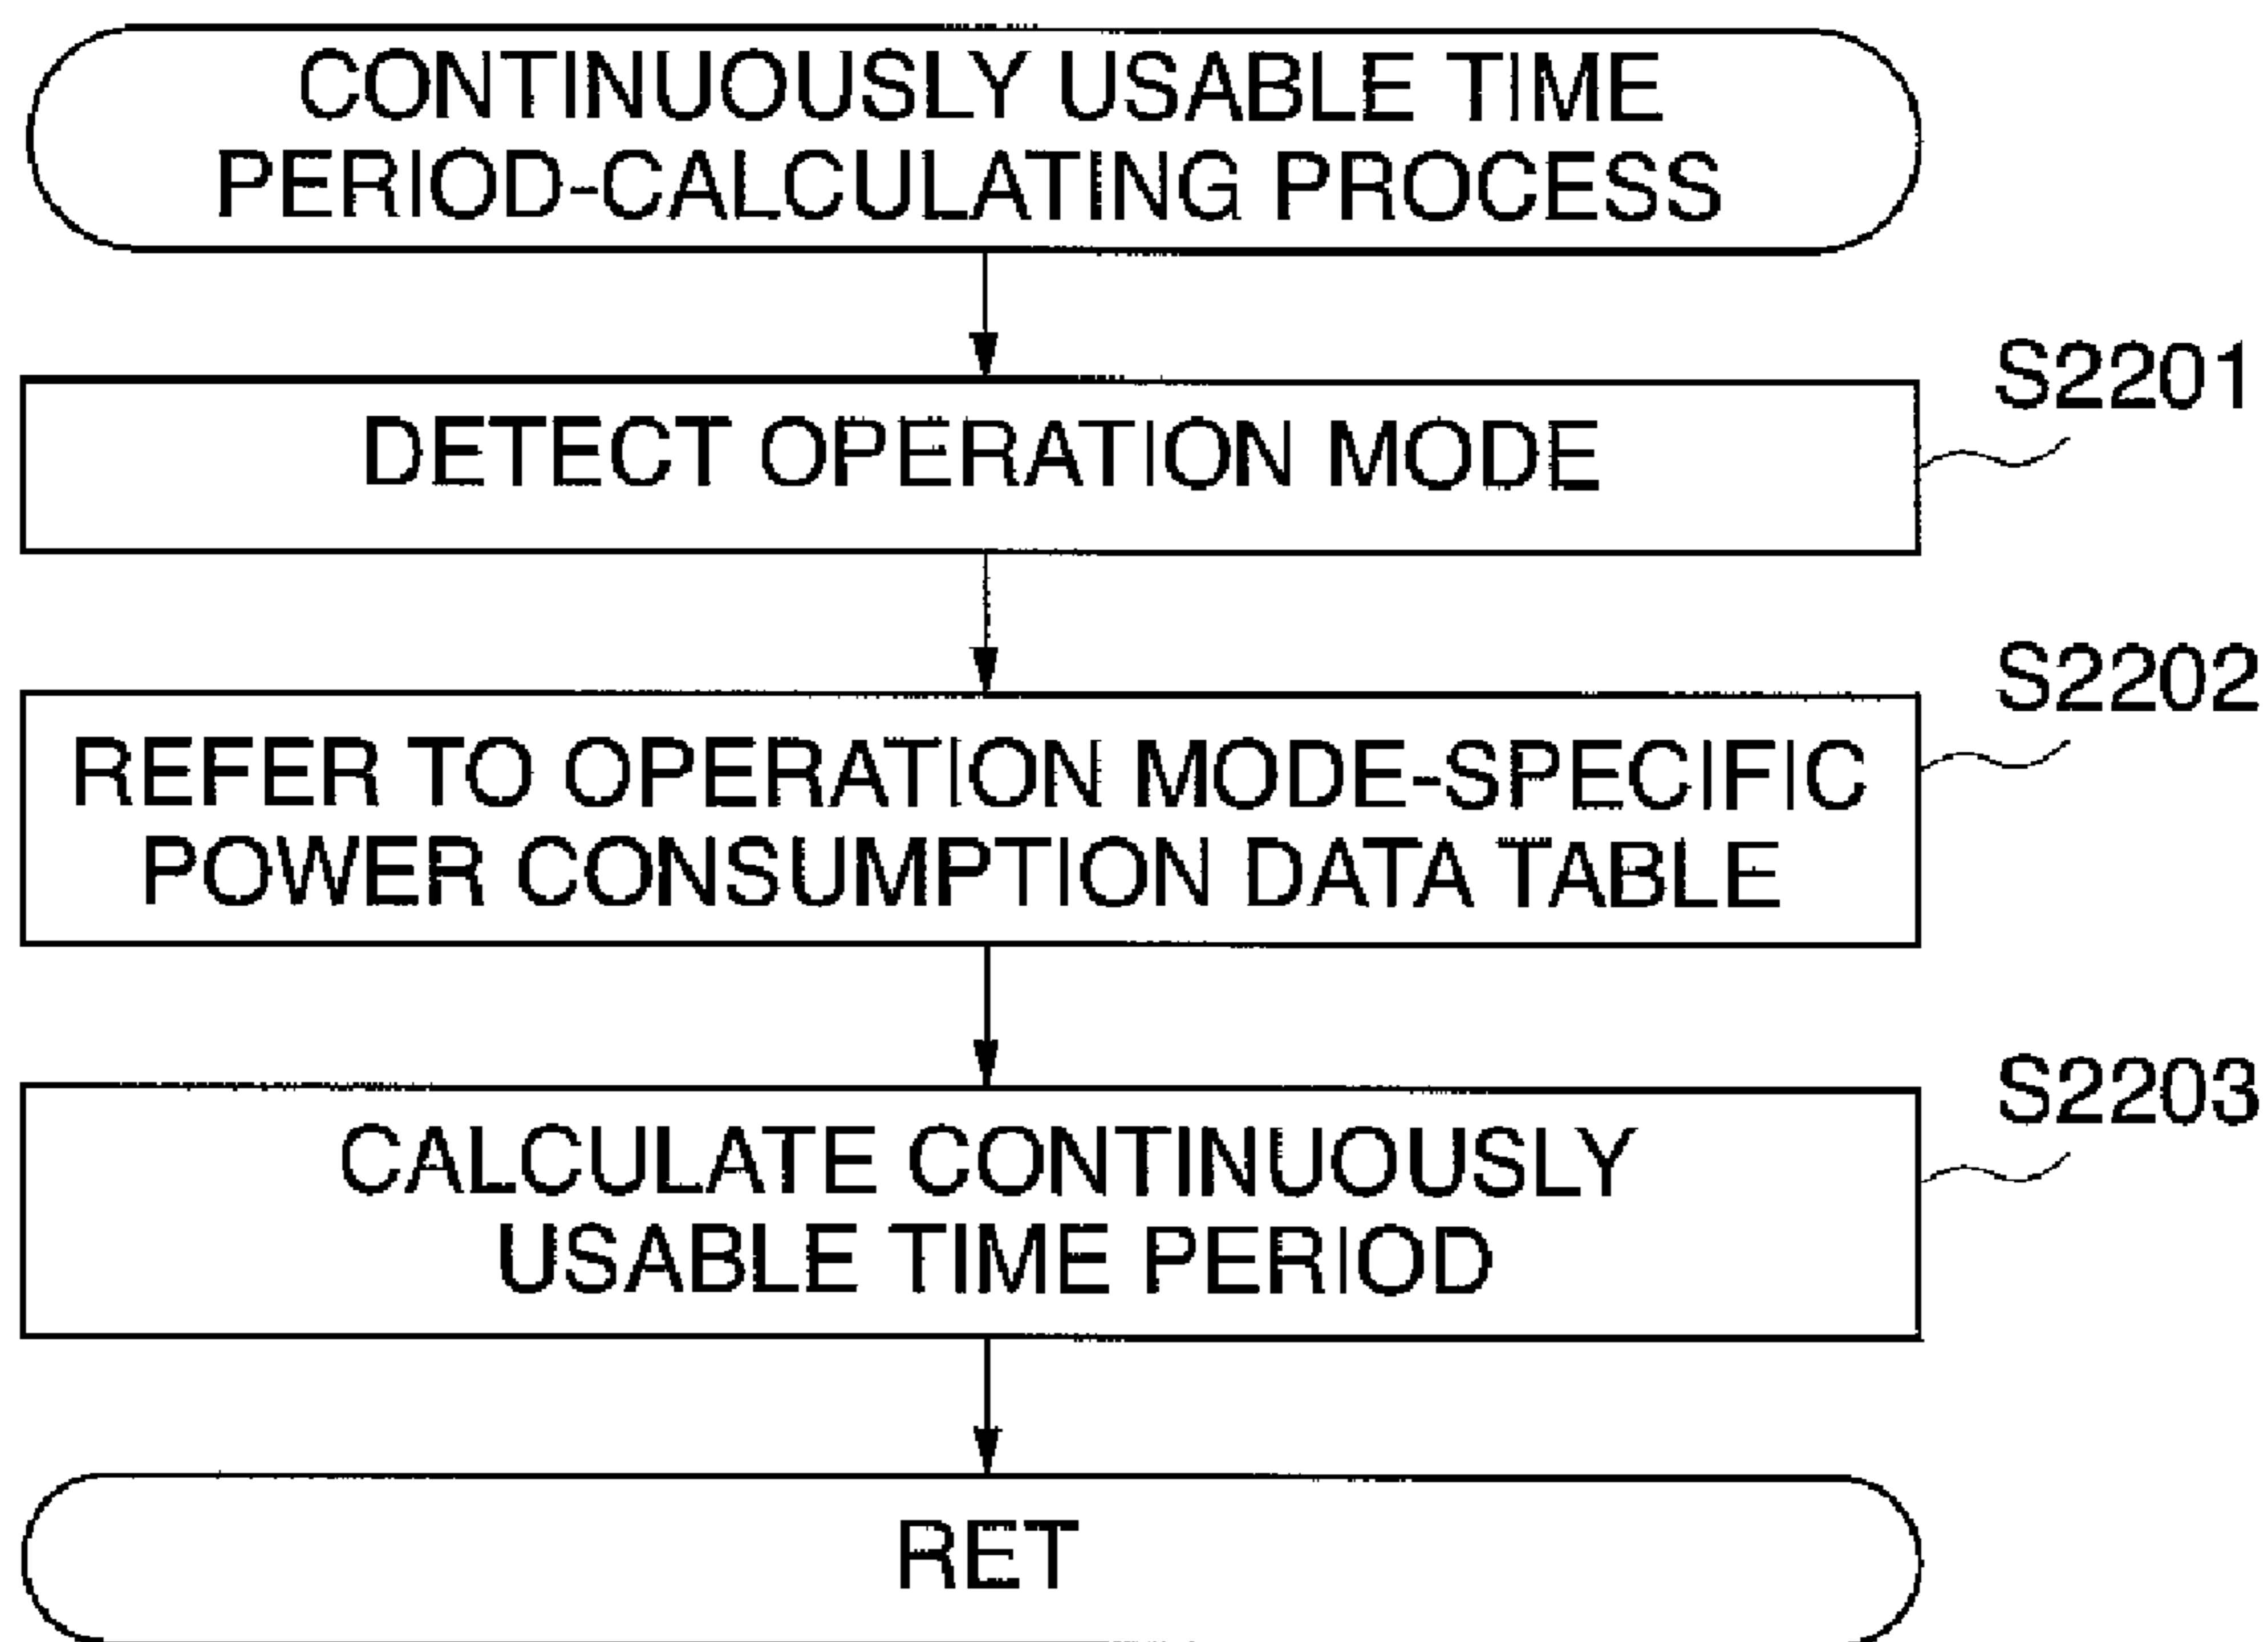 CONTINUOUSLY USABLE TIME
PERIOD-CALCULATING PROCESS
S2201
DETECT OPERATION MODE
S2202
REFER TO OPERATION MODE-SPECIFIC
POWER CONSUMPTION DATA TABLE
S2203
CALCULATE CONTINUOUSLY
USABLE TIME PERIOD
RET